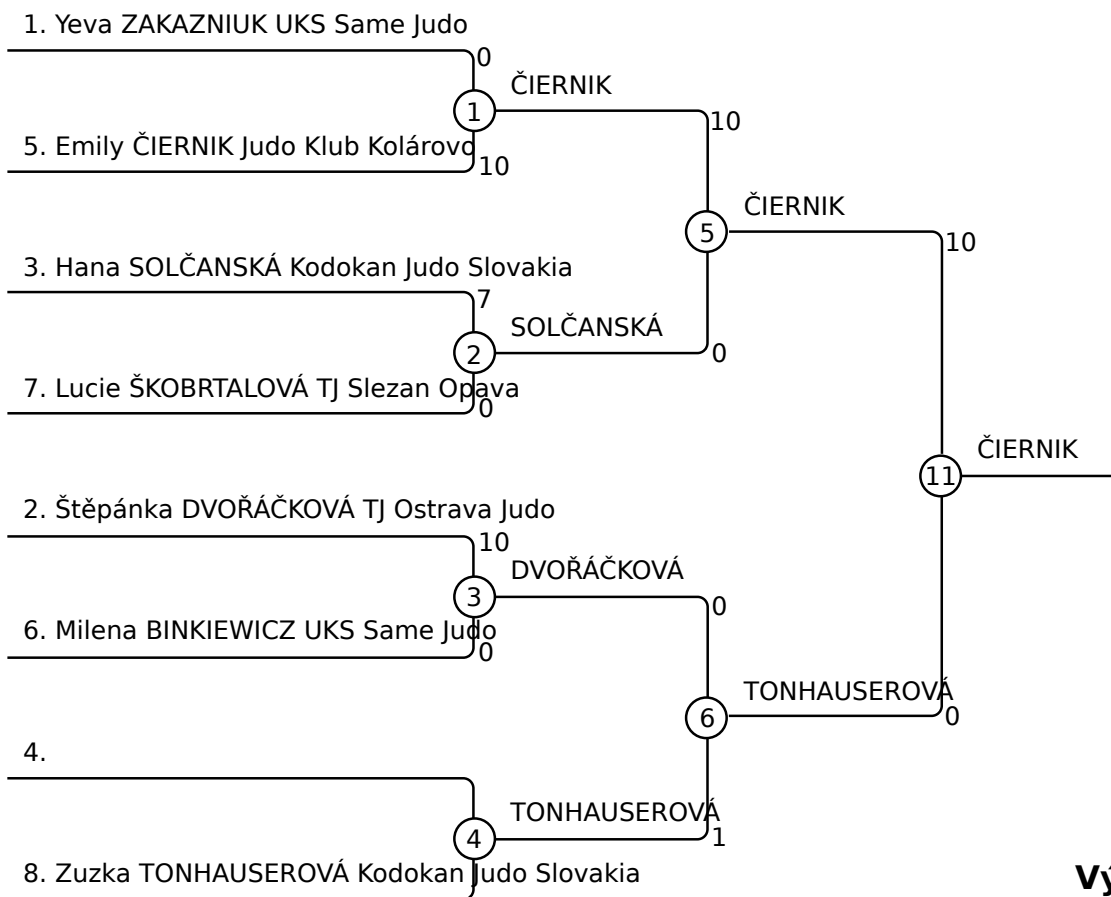 1. Yeva ZAKAZNIUK UKS Same Judo
0
ČIERNIK
1
10
5. Emily ČIERNIK Judo Klub Kolárovo
10
ČIERNIK
5
10
3. Hana SOLČANSKÁ Kodokan Judo Slovakia
7
SOLČANSKÁ
2
0
7. Lucie ŠKOBRTALOVÁ TJ Slezan Opava
0
ČIERNIK
11
2. Štěpánka DVOŘÁČKOVÁ TJ Ostrava Judo
10
DVOŘÁČKOVÁ
3
0
6. Milena BINKIEWICZ UKS Same Judo
0
TONHAUSEROVÁ
6
0
4.
TONHAUSEROVÁ
4
1
8. Zuzka TONHAUSEROVÁ Kodokan Judo Slovakia